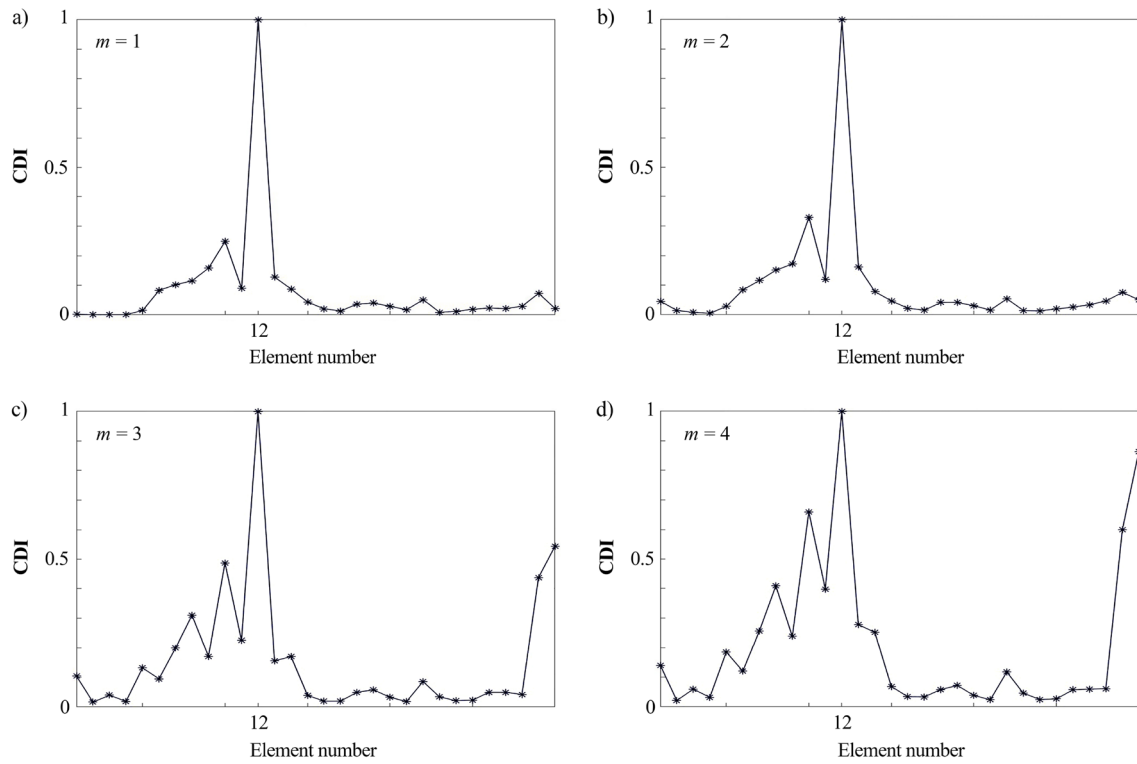 a)
1
m = 1
CDI
0.5
0
12
Element number
b)
1
m = 2
CDI
0.5
0
12
Element number
c)
1
m = 3
CDI
0.5
0
12
Element number
d)
1
m = 4
CDI
0.5
0
12
Element number